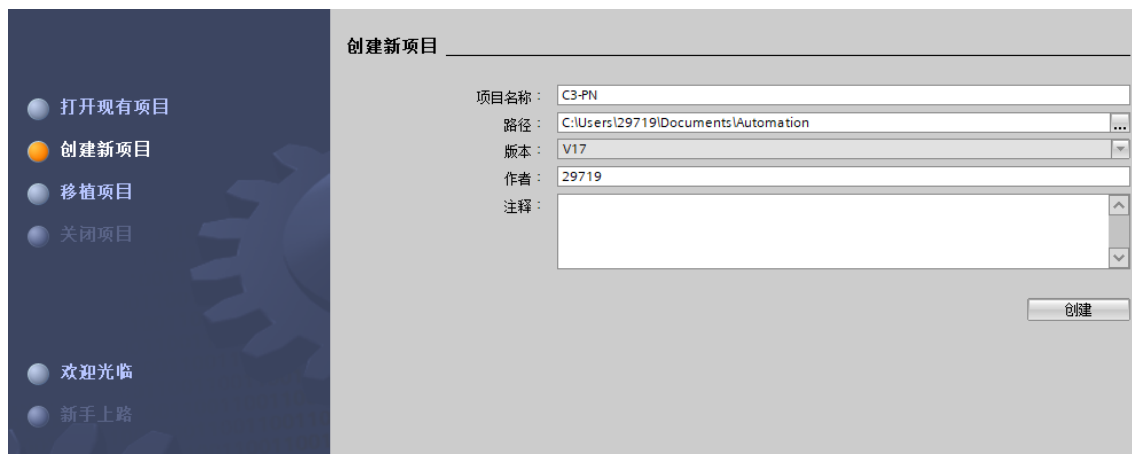 创建新项目
打开现有项目
创建新项目
移植项目
关闭项目
欢迎光临
新手上路
项目名称： C3-PN
路径： C:\Users\29719\Documents\Automation ...
版本： V17
作者： 29719
注释：
创建